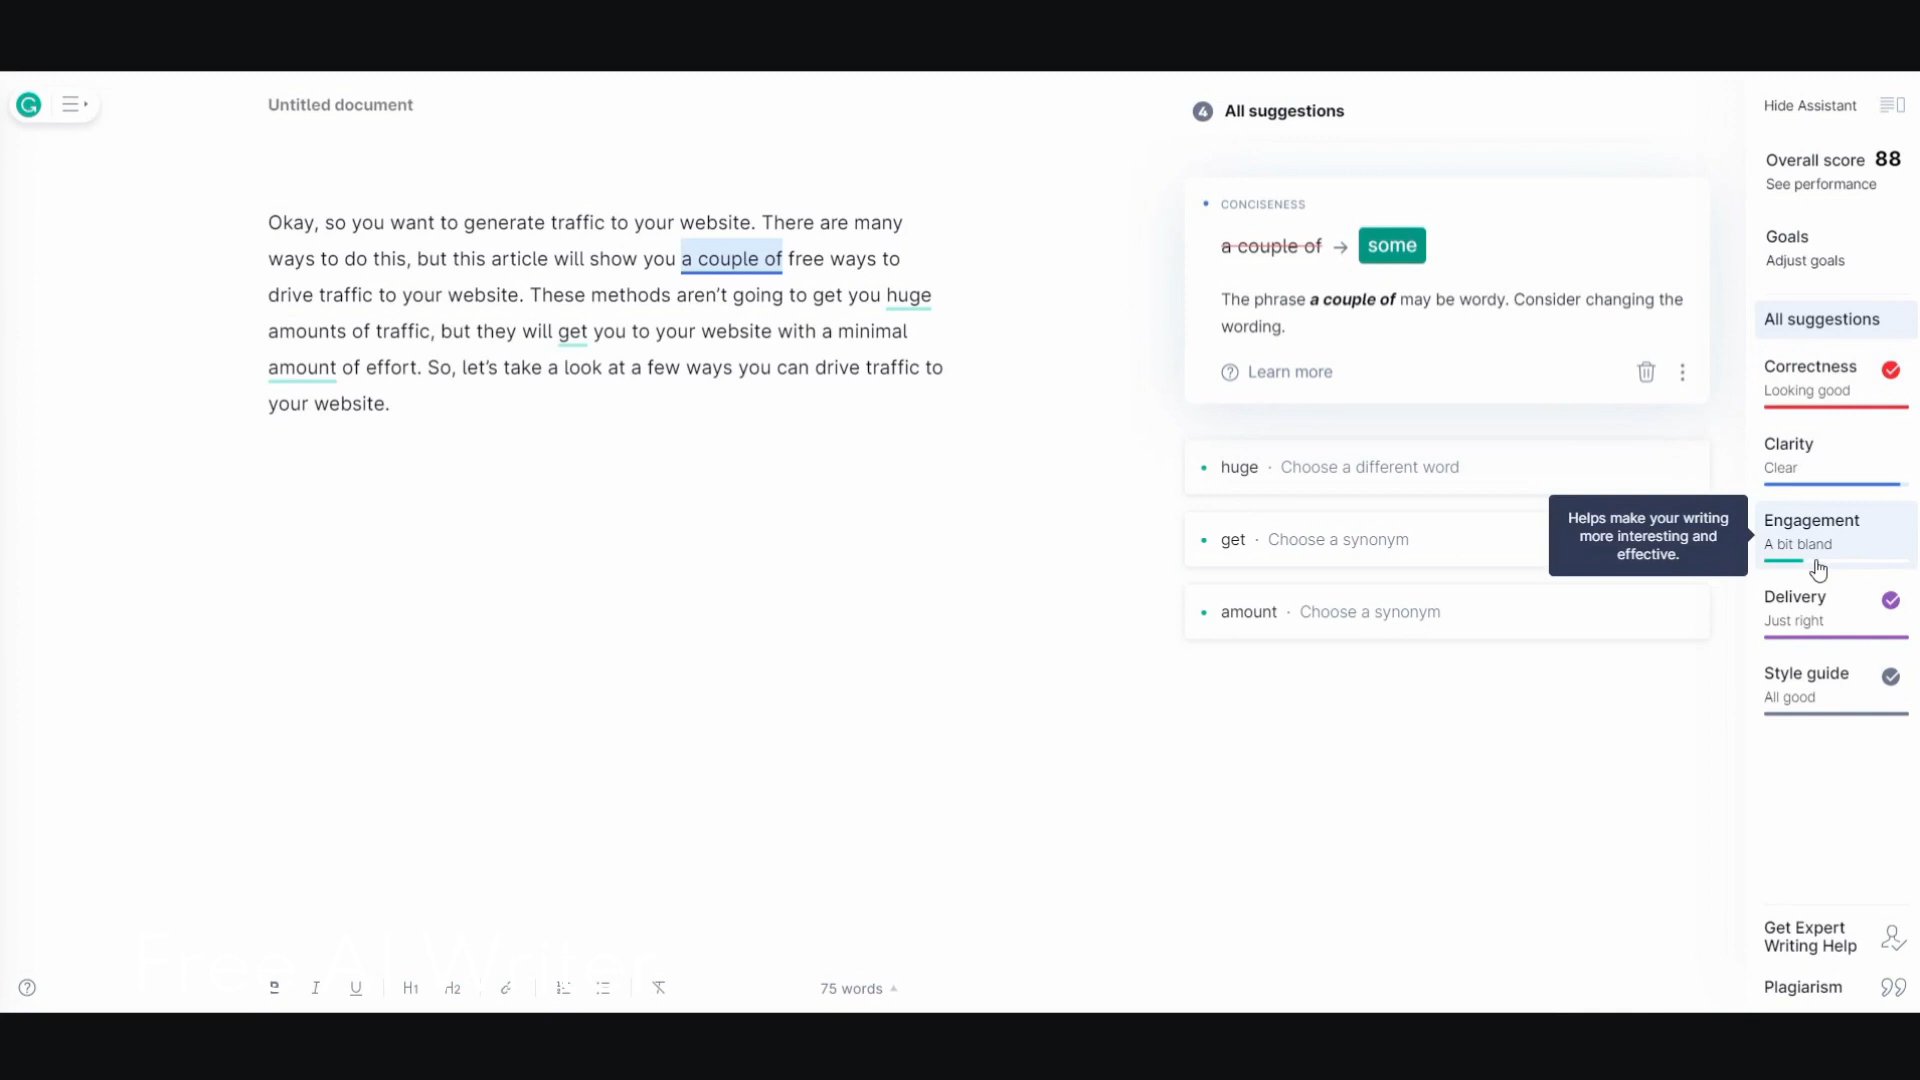 Untitled document
Okay, so you want to generate traffic to your website. There are many
ways to do this, but this article will show you a couple of free ways to
drive traffic to your website. These methods aren’t going to get you huge
amounts of traffic, but they will get you to your website with a minimal
amount of effort. So, let’s take a look at a few ways you can drive traffic to
your website.
4 All suggestions
CONCISENESS
a couple of → some
The phrase a couple of may be wordy. Consider changing the
wording.
Learn more
huge · Choose a different word
get · Choose a synonym
amount · Choose a synonym
Helps make your writing
more interesting and
effective.
Hide Assistant
Overall score 88
See performance
Goals
Adjust goals
All suggestions
Correctness
Looking good
Clarity
Clear
Engagement
A bit bland
Delivery
Just right
Style guide
All good
Get Expert
Writing Help
Plagiarism
Free AI Writer
B I U H1 H2
75 words